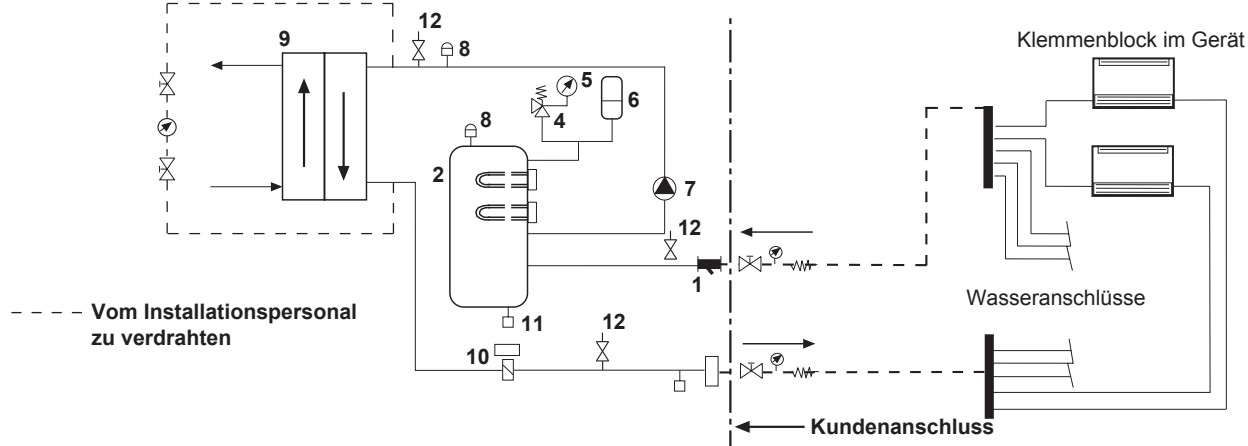 12
9
8
5
6
4
8
2
7
12
1
11
10
12
Klemmenblock im Gerät
Wasseranschlüsse
Vom Installationspersonal
zu verdrahten
Kundenanschluss